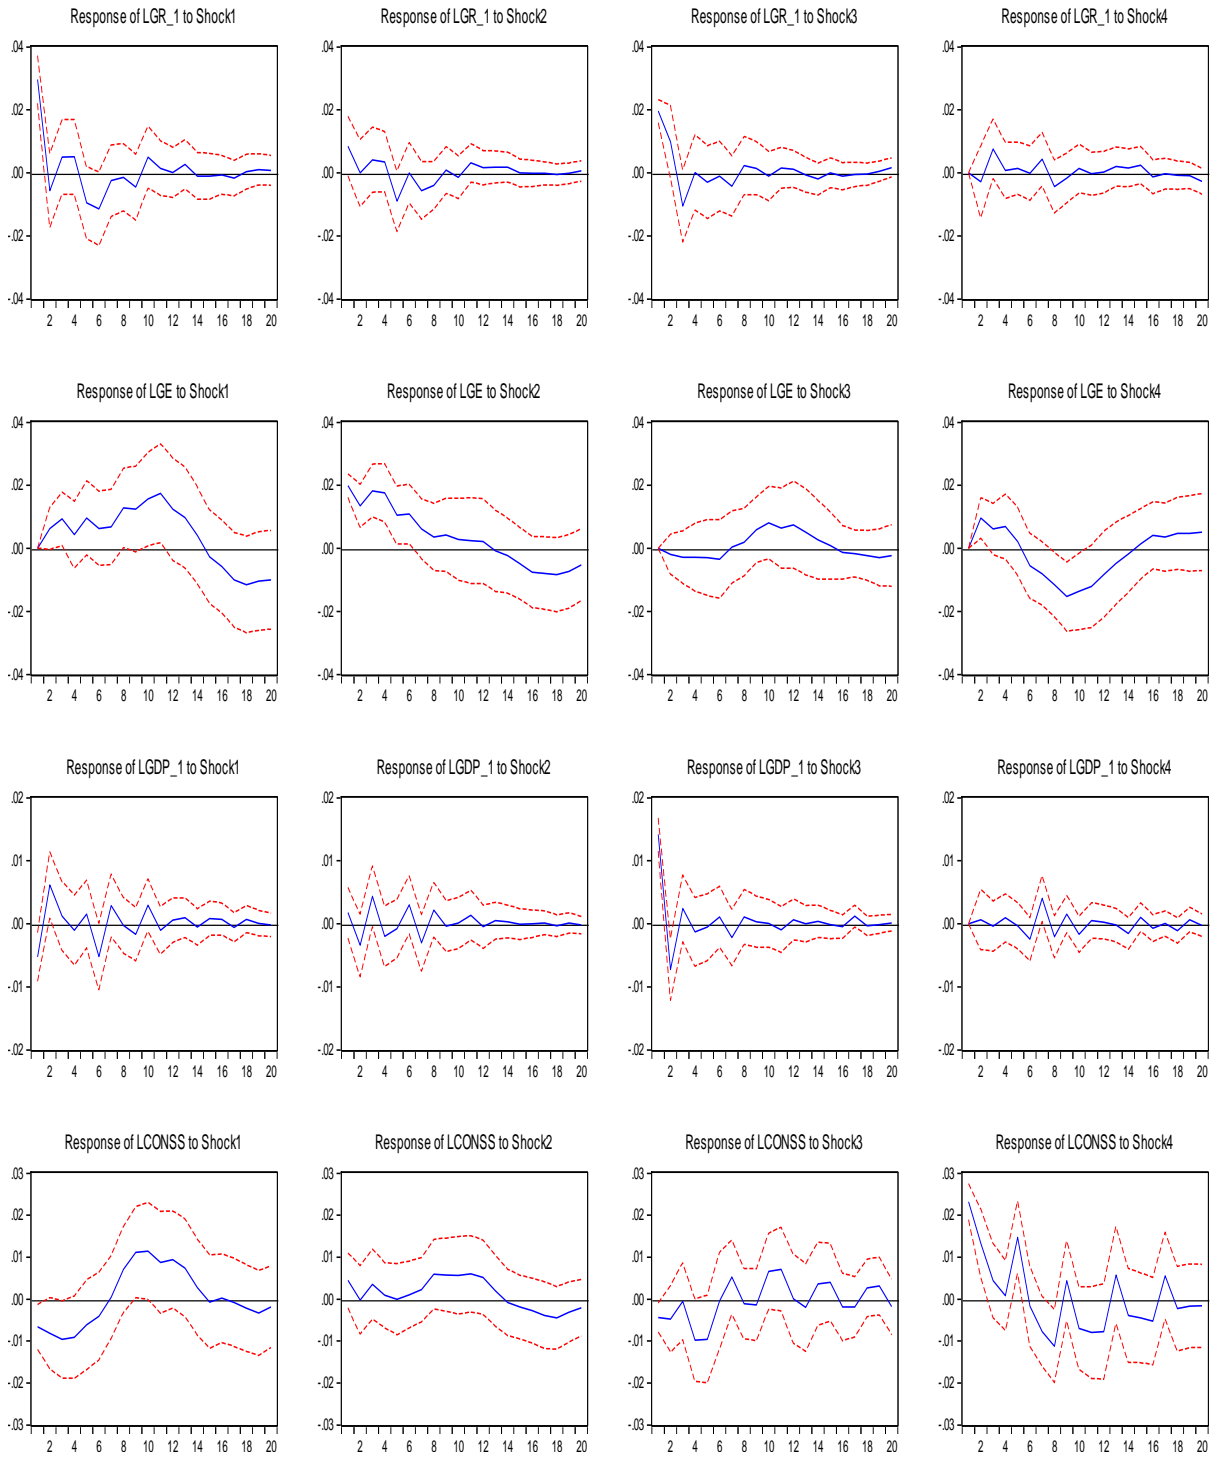 Response of LGR_1 to Shock1 Response of LGR_1 to Shock2 Response of LGR_1 to Shock3 Response of LGR_1 to Shock4
.04 .04 .04 .04
.02 .02 .02 .02
.00 .00 .00 .00
-.02 -.02 -.02 -.02
-.04 -.04 -.04 -.04
2 4 6 8 10 12 14 16 18 20 2 4 6 8 10 12 14 16 18 20 2 4 6 8 10 12 14 16 18 20 2 4 6 8 10 12 14 16 18 20
Response of LGE to Shock1 Response of LGE to Shock2 Response of LGE to Shock3 Response of LGE to Shock4
.04 .04 .04 .04
.02 .02 .02 .02
.00 .00 .00 .00
-.02 -.02 -.02 -.02
-.04 -.04 -.04 -.04
2 4 6 8 10 12 14 16 18 20 2 4 6 8 10 12 14 16 18 20 2 4 6 8 10 12 14 16 18 20 2 4 6 8 10 12 14 16 18 20
Response of LGDP_1 to Shock1 Response of LGDP_1 to Shock2 Response of LGDP_1 to Shock3 Response of LGDP_1 to Shock4
.02 .02 .02 .02
.01 .01 .01 .01
.00 .00 .00 .00
-.01 -.01 -.01 -.01
-.02 -.02 -.02 -.02
2 4 6 8 10 12 14 16 18 20 2 4 6 8 10 12 14 16 18 20 2 4 6 8 10 12 14 16 18 20 2 4 6 8 10 12 14 16 18 20
Response of LCONSS to Shock1 Response of LCONSS to Shock2 Response of LCONSS to Shock3 Response of LCONSS to Shock4
.03 .03 .03 .03
.02 .02 .02 .02
.01 .01 .01 .01
.00 .00 .00 .00
-.01 -.01 -.01 -.01
-.02 -.02 -.02 -.02
-.03 -.03 -.03 -.03
2 4 6 8 10 12 14 16 18 20 2 4 6 8 10 12 14 16 18 20 2 4 6 8 10 12 14 16 18 20 2 4 6 8 10 12 14 16 18 20